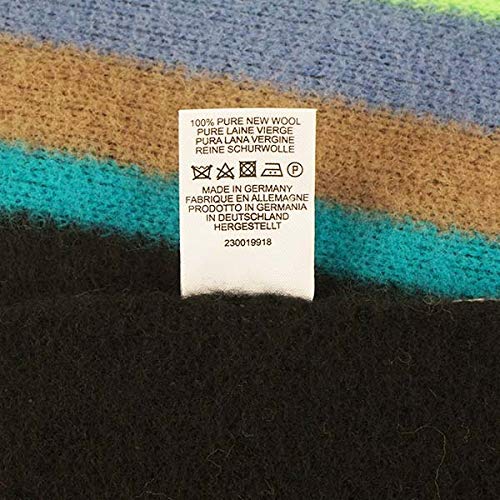 100% PURE NEW WOOL
PURE LAINE VIERGE
PURA LANA VERGINE
REINE SCHURWOLLE
P
MADE IN GERMANY
FABRIQUE EN ALLEMAGNE
PRODOTTO IN GERMANIA
IN DEUTSCHLAND
HERGESTELLT
230019918